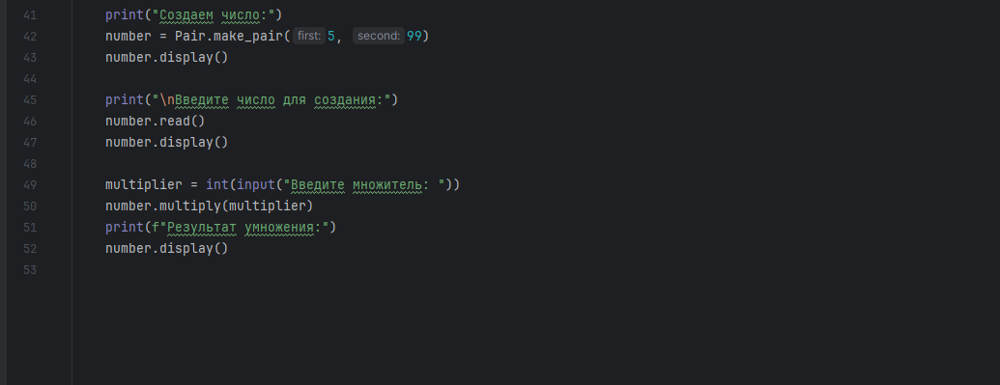 41 print("Создаем число:")
42 number = Pair.make_pair( first: 5, second: 99)
43 number.display()
44
45 print("\nВведите число для создания:")
46 number.read()
47 number.display()
48
49 multiplier = int(input("Введите множитель: "))
50 number.multiply(multiplier)
51 print(f"Результат умножения:")
52 number.display()
53